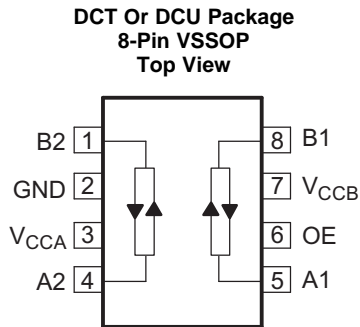 DCT Or DCU Package
8-Pin VSSOP
Top View
B2 1 8 B1
GND 2 7 VCCB
VCCA 3 6 OE
A2 4 5 A1